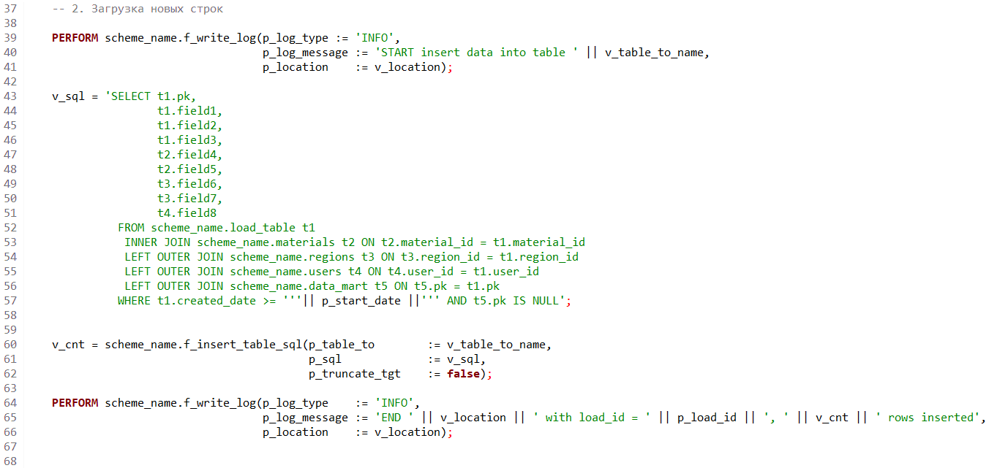 37 -- 2. Загрузка новых строк
38
39 PERFORM scheme_name.f_write_log(p_log_type := 'INFO',
40 p_log_message := 'START insert data into table ' || v_table_to_name,
41 p_location := v_location);
42
43 v_sql = 'SELECT t1.pk,
44 t1.field1,
45 t1.field2,
46 t1.field3,
47 t2.field4,
48 t2.field5,
49 t3.field6,
50 t3.field7,
51 t4.field8
52 FROM scheme_name.load_table t1
53 INNER JOIN scheme_name.materials t2 ON t2.material_id = t1.material_id
54 LEFT OUTER JOIN scheme_name.regions t3 ON t3.region_id = t1.region_id
55 LEFT OUTER JOIN scheme_name.users t4 ON t4.user_id = t1.user_id
56 LEFT OUTER JOIN scheme_name.data_mart t5 ON t5.pk = t1.pk
57 WHERE t1.created_date >= '''|| p_start_date ||''' AND t5.pk IS NULL';
58
59
60 v_cnt = scheme_name.f_insert_table_sql(p_table_to := v_table_to_name,
61 p_sql := v_sql,
62 p_truncate_tgt := false);
63
64 PERFORM scheme_name.f_write_log(p_log_type := 'INFO',
65 p_log_message := 'END ' || v_location || ' with load_id = ' || p_load_id || ', ' || v_cnt || ' rows inserted',
66 p_location := v_location);
67
68